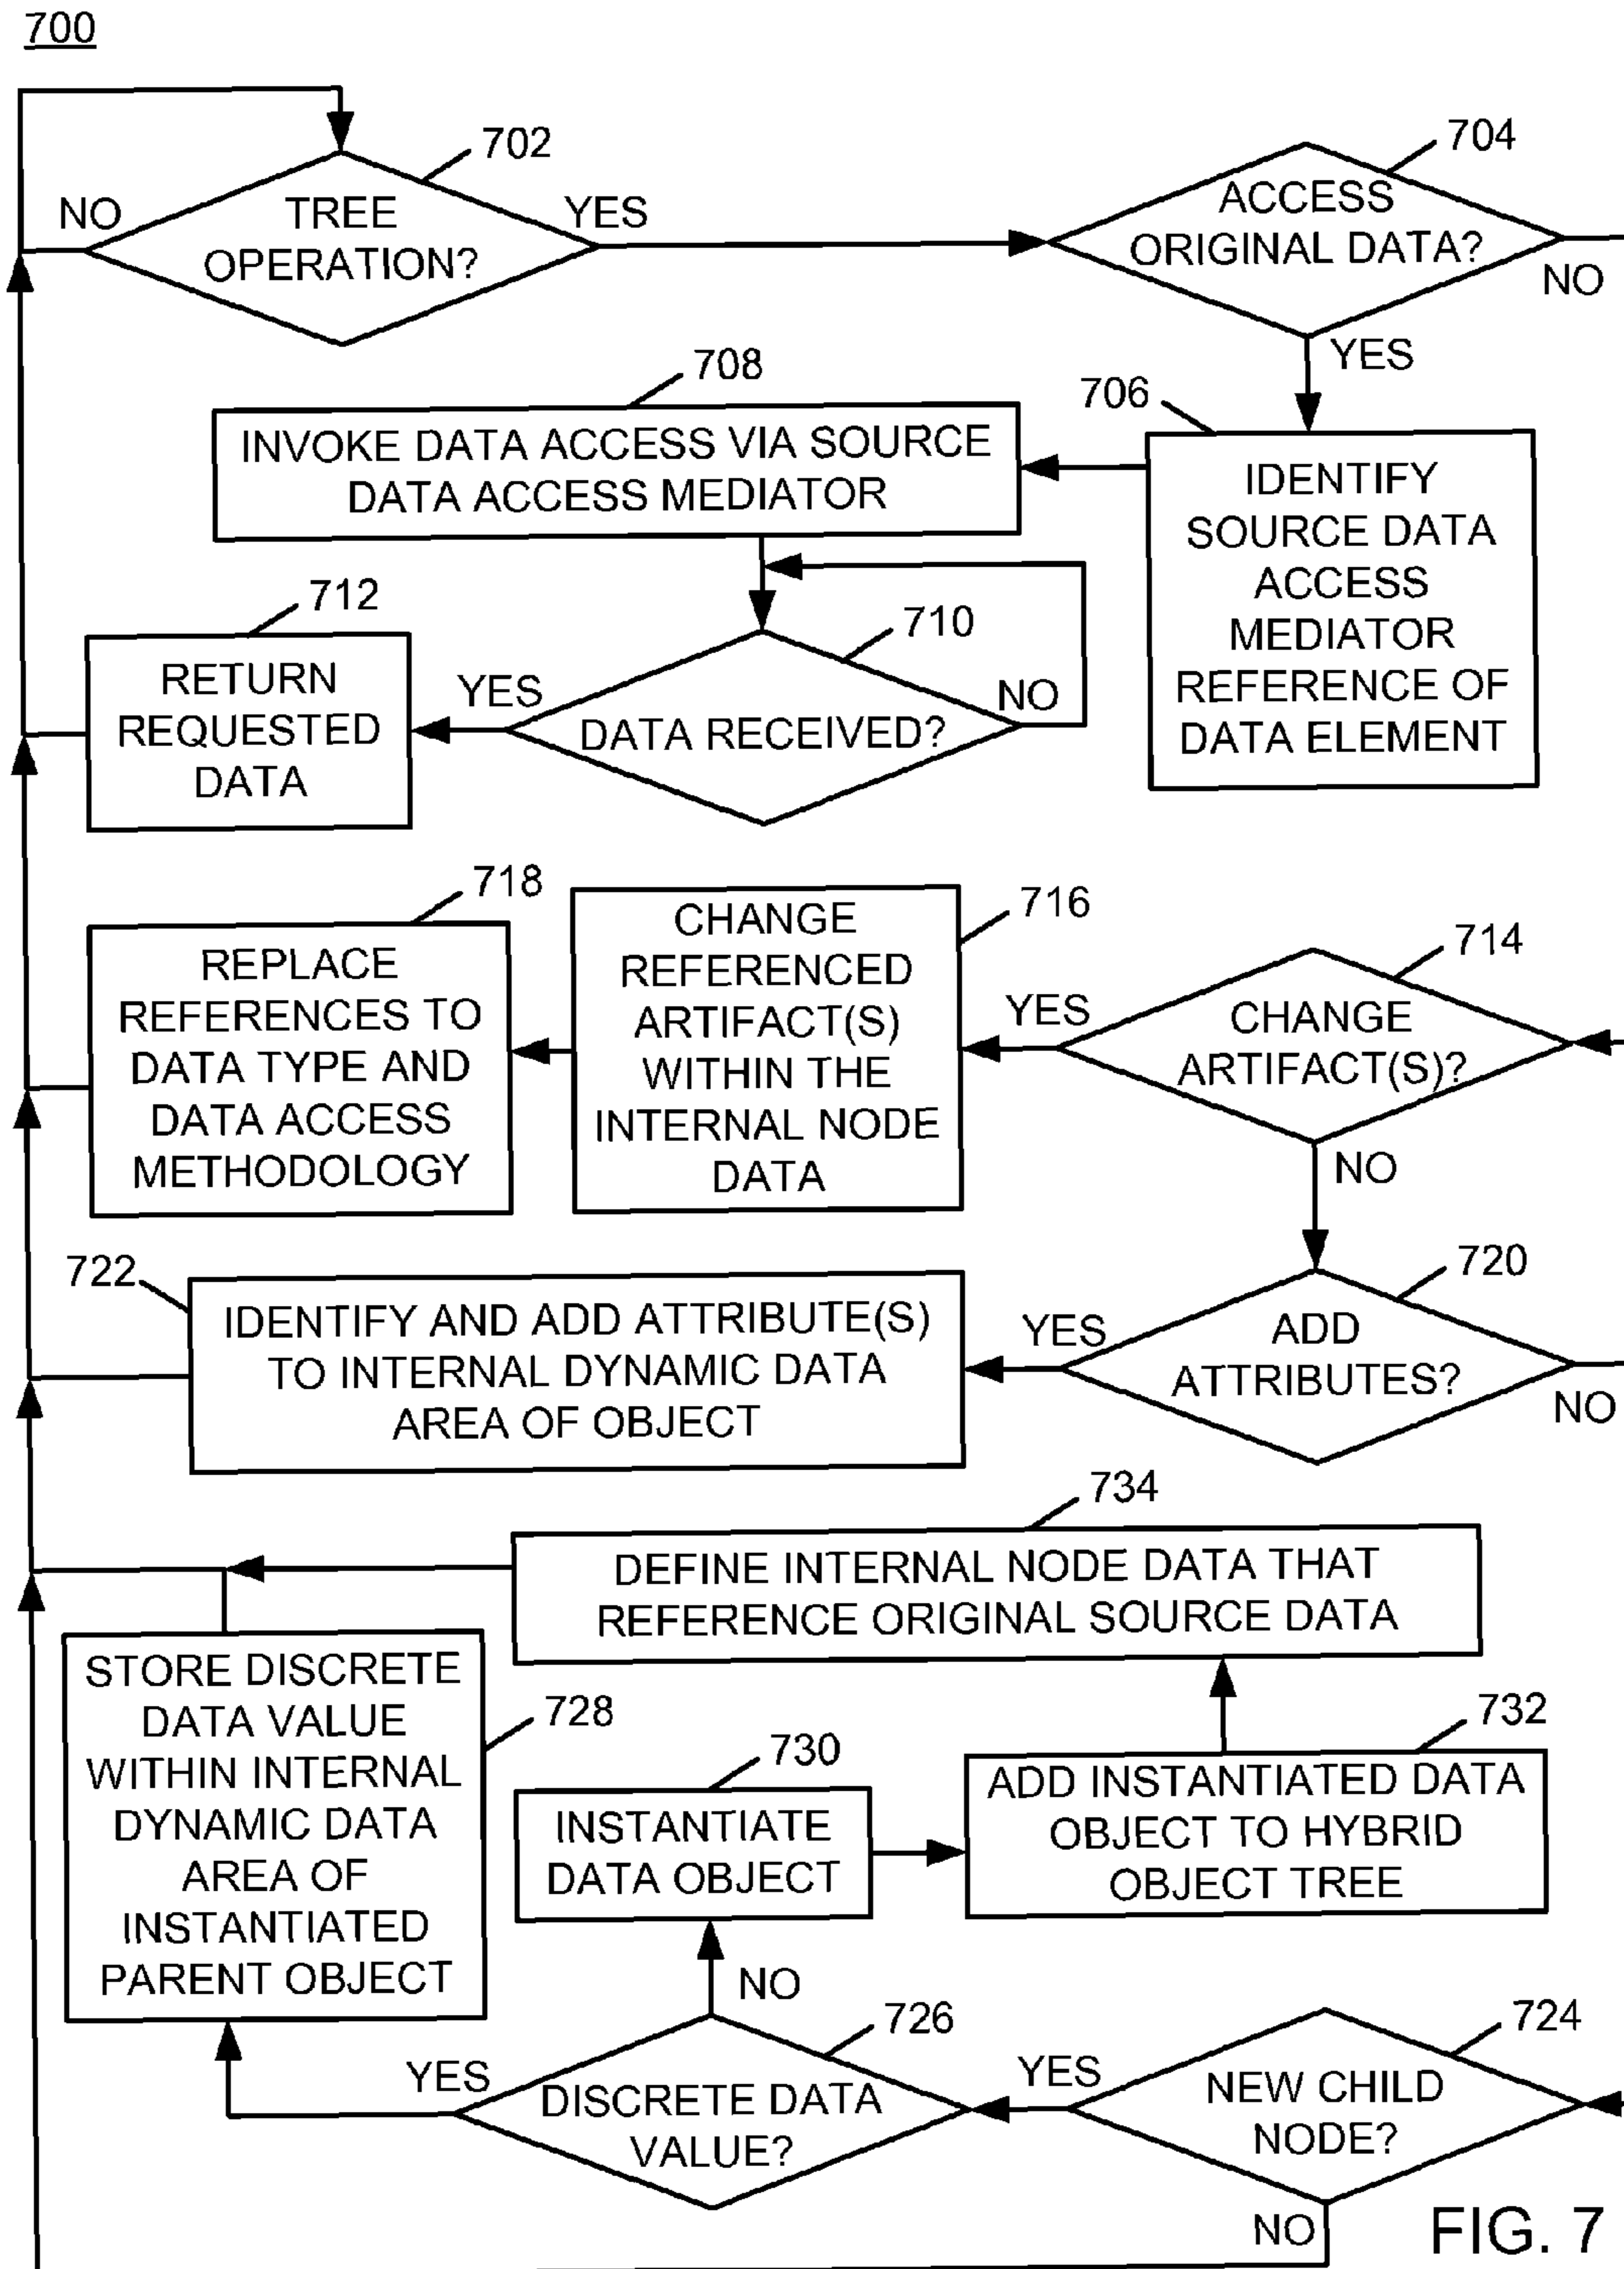 700
702
NO
TREE
OPERATION?
YES
704
ACCESS
ORIGINAL DATA?
NO
YES
706
IDENTIFY
SOURCE DATA
ACCESS
MEDIATOR
REFERENCE OF
DATA ELEMENT
708
INVOKE DATA ACCESS VIA SOURCE
DATA ACCESS MEDIATOR
710
YES
NO
DATA RECEIVED?
712
RETURN
REQUESTED
DATA
714
YES
CHANGE
ARTIFACT(S)?
NO
716
CHANGE
REFERENCED
ARTIFACT(S)
WITHIN THE
INTERNAL NODE
DATA
718
REPLACE
REFERENCES TO
DATA TYPE AND
DATA ACCESS
METHODOLOGY
720
YES
ADD
ATTRIBUTES?
NO
722
IDENTIFY AND ADD ATTRIBUTE(S)
TO INTERNAL DYNAMIC DATA
AREA OF OBJECT
734
DEFINE INTERNAL NODE DATA THAT
REFERENCE ORIGINAL SOURCE DATA
728
STORE DISCRETE
DATA VALUE
WITHIN INTERNAL
DYNAMIC DATA
AREA OF
INSTANTIATED
PARENT OBJECT
730
INSTANTIATE
DATA OBJECT
732
ADD INSTANTIATED DATA
OBJECT TO HYBRID
OBJECT TREE
NO
726
YES
DISCRETE DATA
VALUE?
724
YES
NEW CHILD
NODE?
NO
FIG. 7